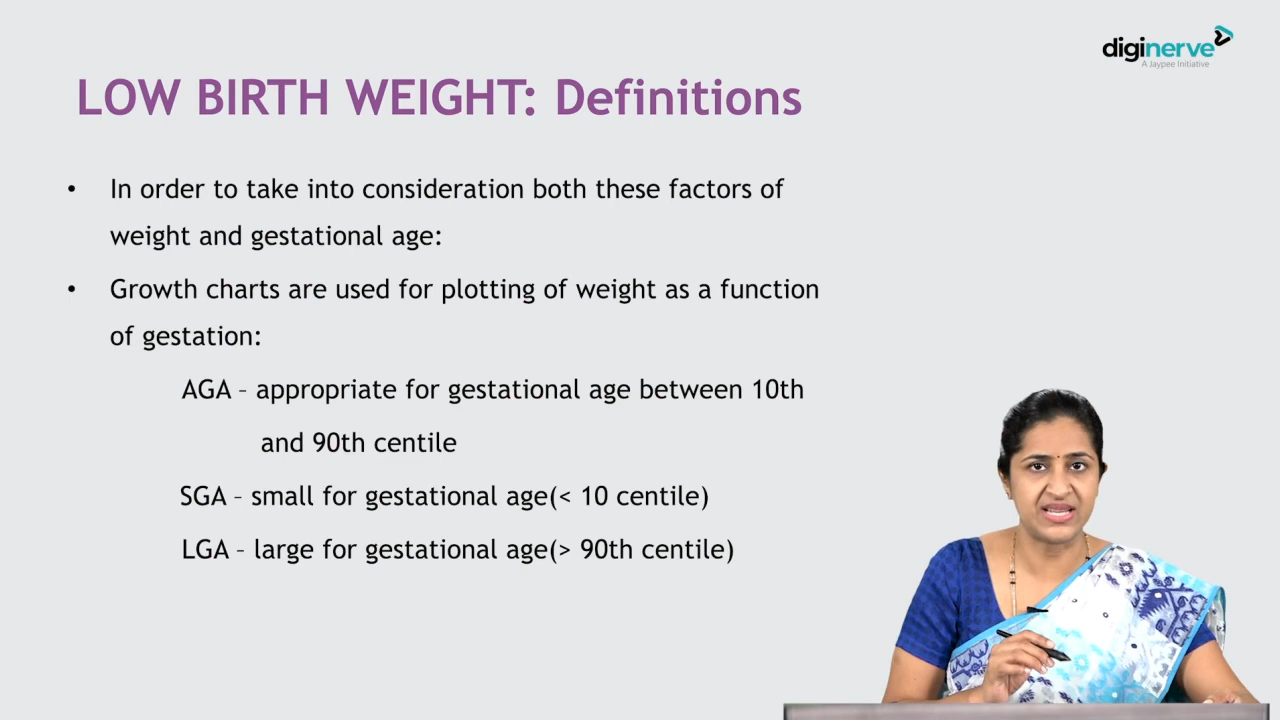 diginerve
A Jaypee Initiative
LOW BIRTH WEIGHT: Definitions
• In order to take into consideration both these factors of
weight and gestational age:
• Growth charts are used for plotting of weight as a function
of gestation:
AGA – appropriate for gestational age between 10th
and 90th centile
SGA – small for gestational age(< 10 centile)
LGA – large for gestational age(> 90th centile)